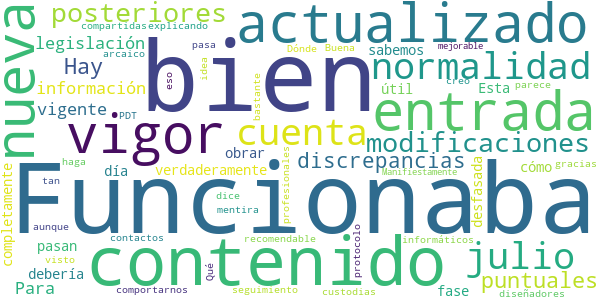 compartidas explicando
posteriores
actualizado
nueva
legislación
arcaico
pasa
idea
Dónde
Buena
sabemos
mejorable
bien
Hay
eso
normalidad
información
creo
parece
bastante
útil
Esta
entrada
vigente
PDT
vigor
cuenta
modificaciones
día
obrar
discrepancias
completamente
verdaderamente
profesionales
cómo
gracias
desfasada
haga
tan
Manifiestamente
Funcionaba
dice
mentira
aunque
contactos
Qué
recomendable
protocolo
informáticos
pasan
visto
contenido
julio
debería
seguimiento
fase
puntuales
Para
comportarnos
custodias
diseñadores